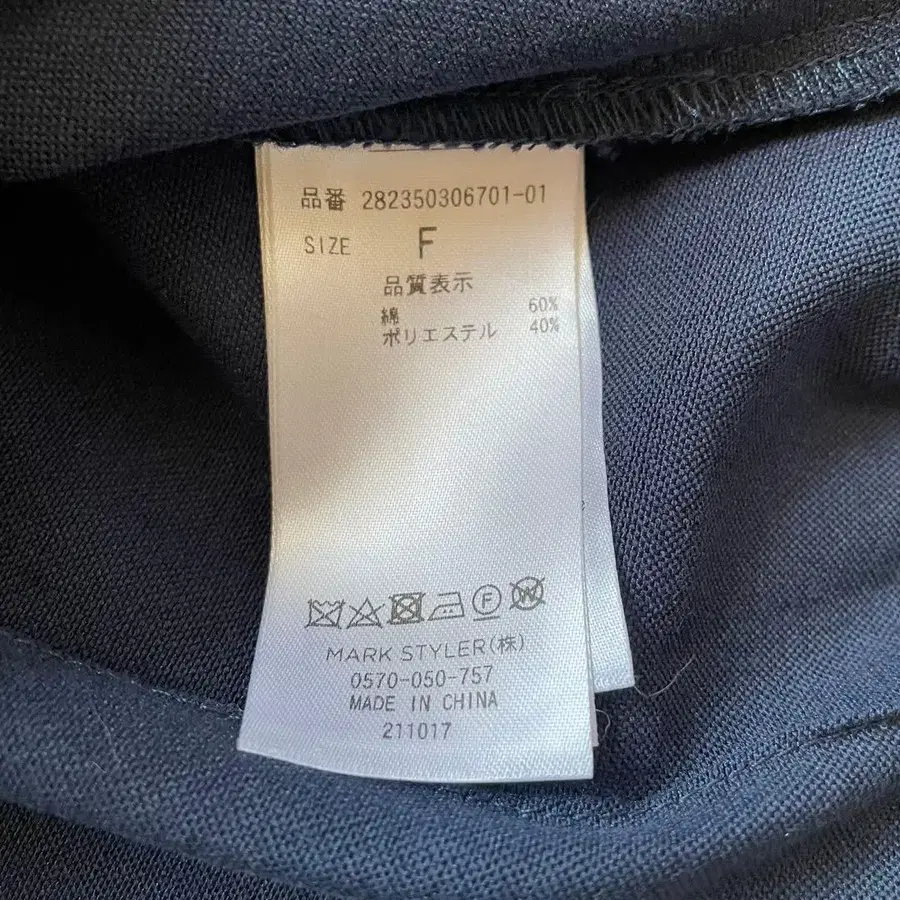 品番 282350306701-01
SIZE F
品質表示
綿 60%
ポリエステル 40%
F W
MARK STYLER(株)
0570-050-757
MADE IN CHINA
211017